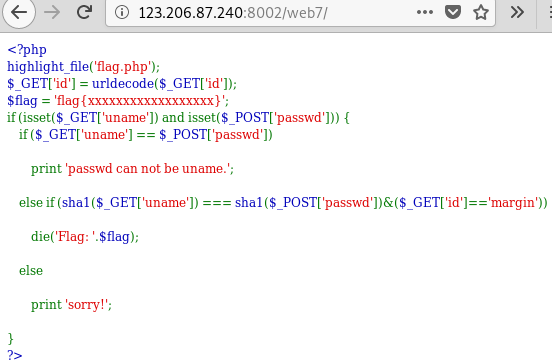 123.206.87.240:8002/web7/
<?php
highlight_file('flag.php');
$_GET['id'] = urldecode($_GET['id']);
$flag = 'flag{xxxxxxxxxxxxxxxxxx}';
if (isset($_GET['uname']) and isset($_POST['passwd'])) {
    if ($_GET['uname'] == $_POST['passwd'])
        print 'passwd can not be uname.';
    else if (sha1($_GET['uname']) === sha1($_POST['passwd'])&($_GET['id']=='margin'))
        die('Flag: '.$flag);
    else
        print 'sorry!';
}
?>